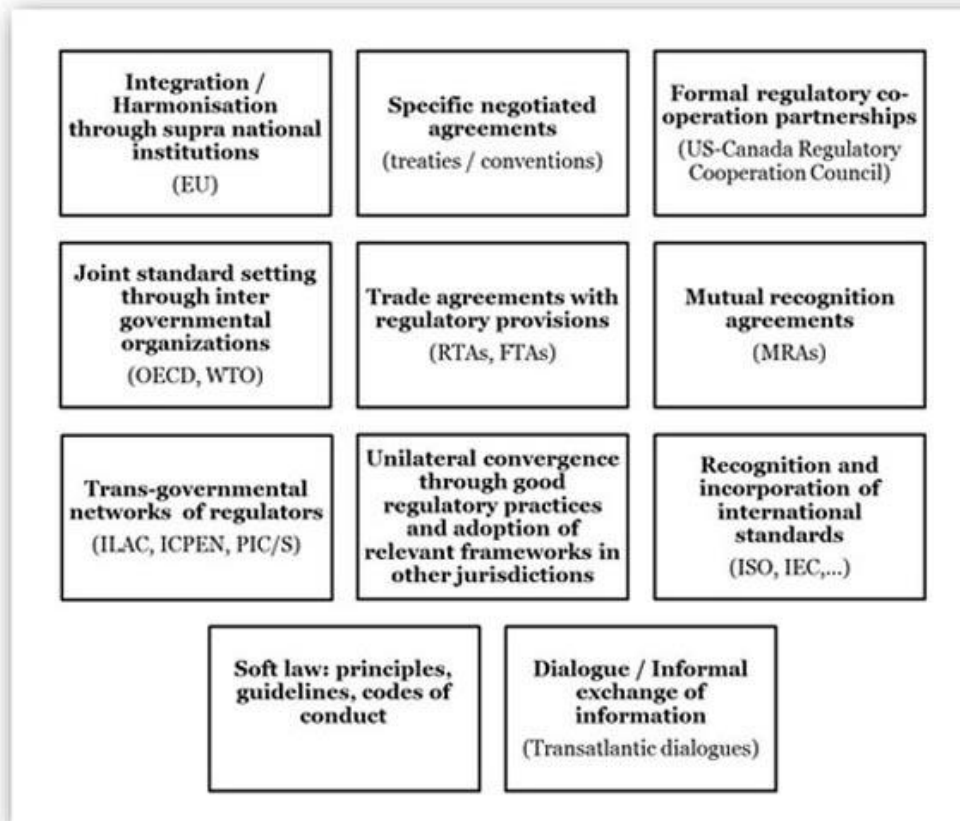 Integration /
Harmonisation
through supra national
institutions
(EU)
Specific negotiated
agreements
(treaties / conventions)
Formal regulatory co-
operation partnerships
(US-Canada Regulatory
Cooperation Council)
Joint standard setting
through inter
governmental
organizations
(OECD, WTO)
Trade agreements with
regulatory provisions
(RTAs, FTAs)
Mutual recognition
agreements
(MRAs)
Trans-governmental
networks of regulators
(ILAC, ICPEN, PIC/S)
Unilateral convergence
through good
regulatory practices
and adoption of
relevant frameworks in
other jurisdictions
Recognition and
incorporation of
international
standards
(ISO, IEC,...)
Soft law: principles,
guidelines, codes of
conduct
Dialogue / Informal
exchange of
information
(Transatlantic dialogues)